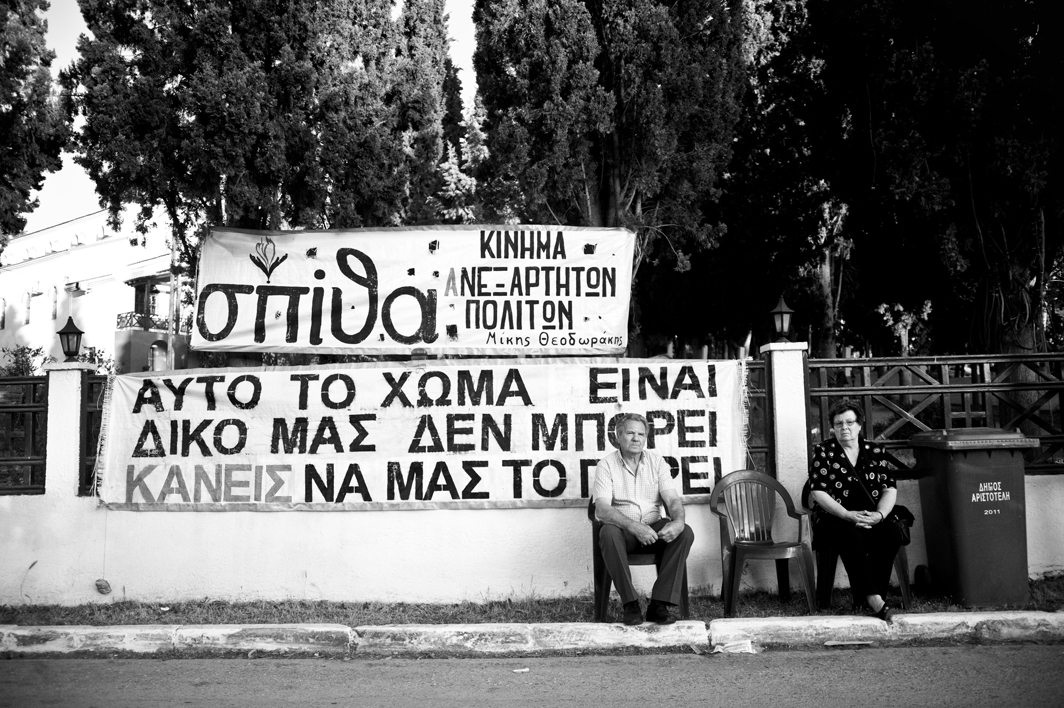 σπίθα
ΚΙΝΗΜΑ
ΑΝΕΞΑΡΤΗΤΩΝ
ΠΟΛΙΤΩΝ
Μίκης Θεοδωράκης
ΑΥΤΟ ΤΟ ΧΩΜΑ ΕΙΝΑΙ
ΔΙΚΟ ΜΑΣ ΔΕΝ ΜΠΟΡΕΙ
ΚΑΝΕΙΣ ΝΑ ΜΑΣ ΤΟ ΠΑΡΕΙ
ΔΗΜΟΣ
ΑΡΙΣΤΟΤΕΛΗ
2011